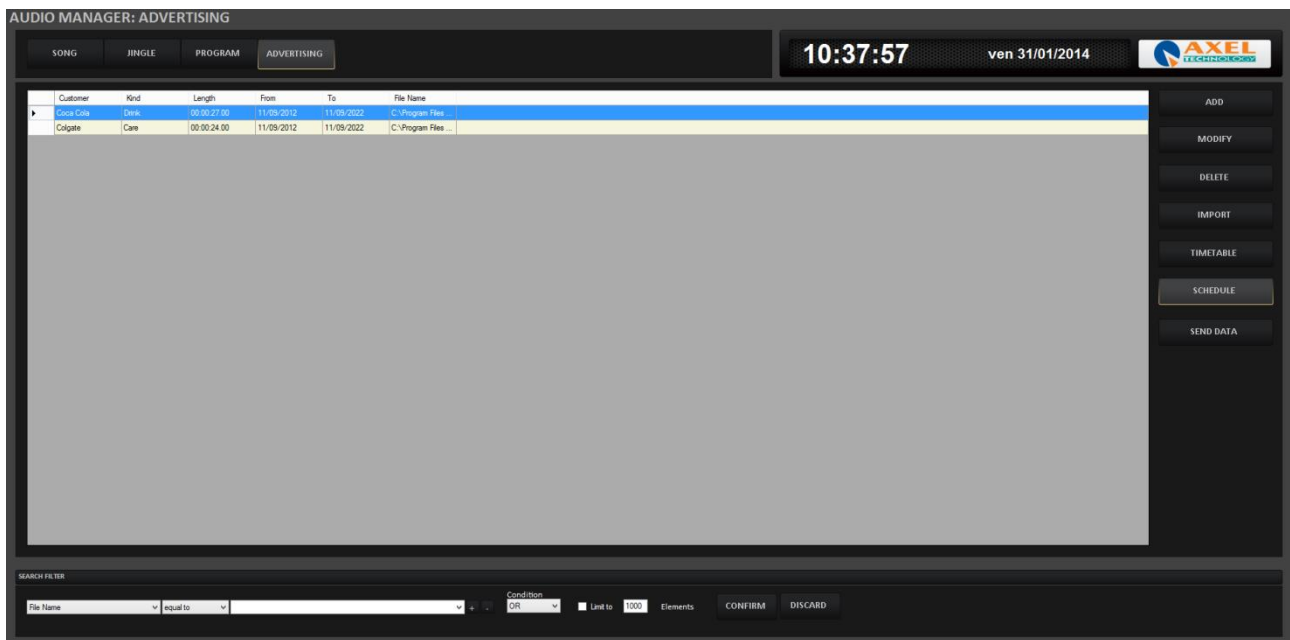 AUDIO MANAGER: ADVERTISING
SONG JINGLE PROGRAM ADVERTISING
10:37:57 ven 31/01/2014 AXEL TECHNOLOGY
Customer Kind Length From To File Name
Coca Cola Drink 00:00:27.00 11/09/2012 11/09/2022 C:\Program Files ...
Colgate Care 00:00:24.00 11/09/2012 11/09/2022 C:\Program Files ...
ADD
MODIFY
DELETE
IMPORT
TIMETABLE
SCHEDULE
SEND DATA
SEARCH FILTER
Condition
File Name equal to + - OR Limit to 1000 Elements CONFIRM DISCARD